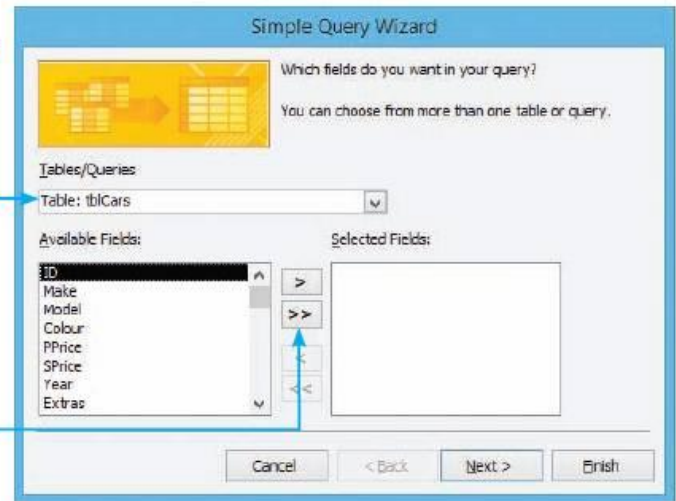 Simple Query Wizard
Which fields do you want in your query?
You can choose from more than one table or query.
Tables/Queries
Table: tblCars
Available Fields:
Selected Fields:
ID
Make
Model
Colour
PPrice
SPrice
Year
Extras
>
>>
<
<<
Cancel
< Back
Next >
Finish